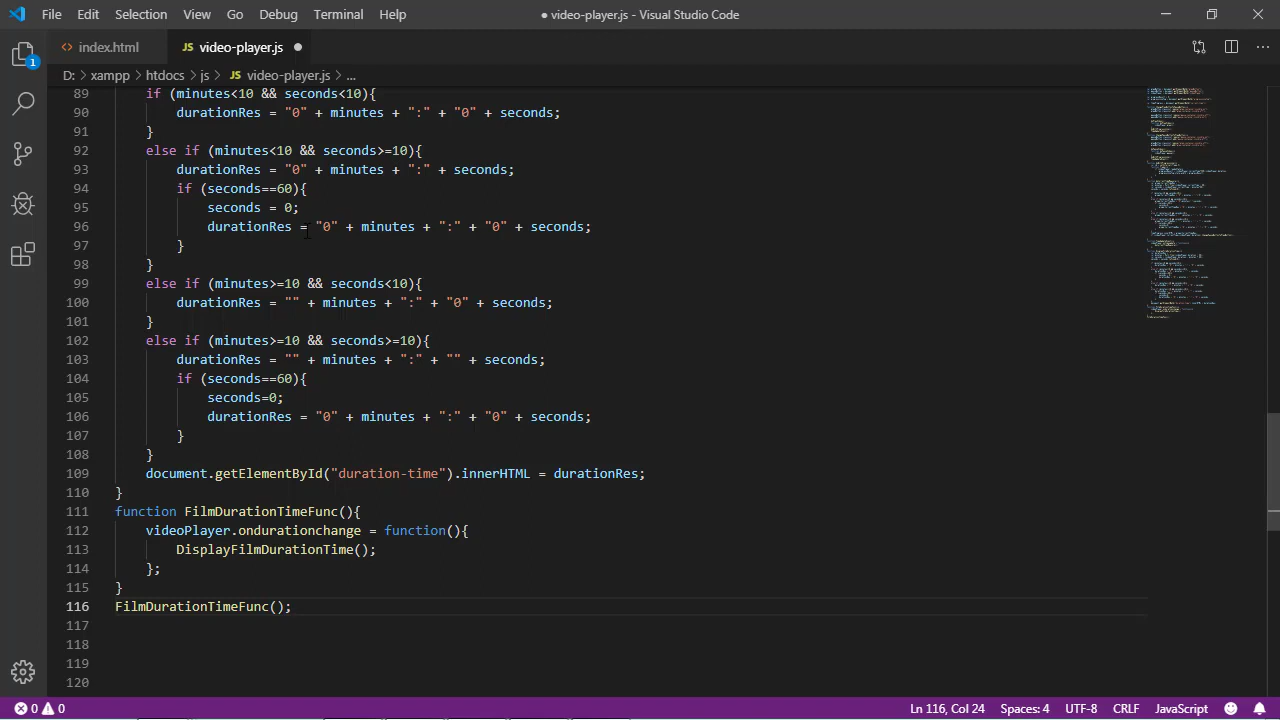 File Edit Selection View Go Debug Terminal Help ● video-player.js - Visual Studio Code
index.html JS video-player.js ●
1
D: > xampp > htdocs > js > JS video-player.js > ...
89 if (minutes<10 && seconds<10){
90 durationRes = "0" + minutes + ":" + "0" + seconds;
91 }
92 else if (minutes<10 && seconds>=10){
93 durationRes = "0" + minutes + ":" + seconds;
94 if (seconds==60){
95 seconds = 0;
96 durationRes = "0" + minutes + ":" + "0" + seconds;
97 }
98 }
99 else if (minutes>=10 && seconds<10){
100 durationRes = "" + minutes + ":" + "0" + seconds;
101 }
102 else if (minutes>=10 && seconds>=10){
103 durationRes = "" + minutes + ":" + "" + seconds;
104 if (seconds==60){
105 seconds=0;
106 durationRes = "0" + minutes + ":" + "0" + seconds;
107 }
108 }
109 document.getElementById("duration-time").innerHTML = durationRes;
110 }
111 function FilmDurationTimeFunc(){
112 videoPlayer.ondurationchange = function(){
113 DisplayFilmDurationTime();
114 };
115 }
116 FilmDurationTimeFunc();
117
118
119
120
0 0 Ln 116, Col 24 Spaces: 4 UTF-8 CRLF JavaScript